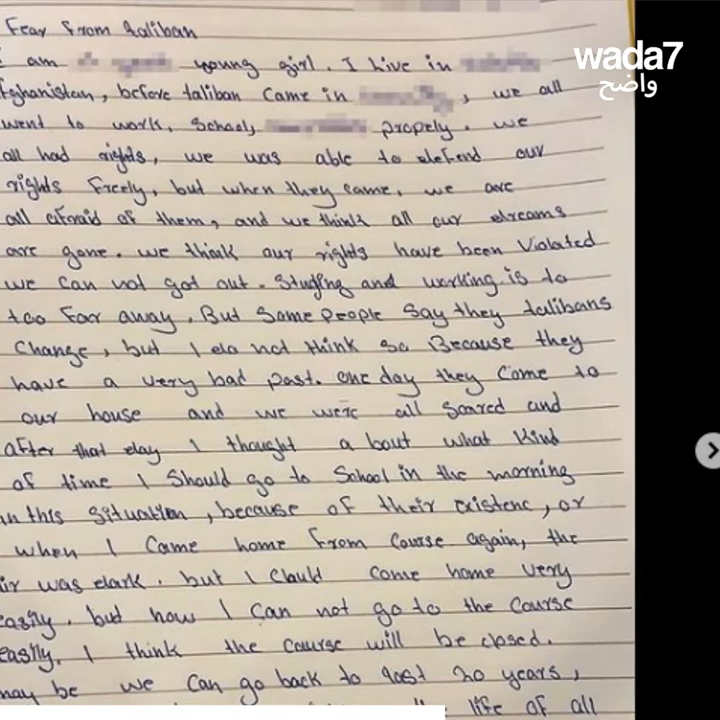 wada7
واضح
Fear from taliban
I am young girl. I live in
fghanistan, before taliban came in , we all
went to work, School, propely. we
all had rights, we was able to defend our
rights freely, but when they came, we are
all afraid of them, and we think all our dreams
are gone. we think our rights have been violated
we can not got out. Studing and working is to
too far away. But some people say they talibans
change, but I do not think so Because they
have a very bad past. one day they come to
our house and we were all scared and
after that day I thought a bout what kind
of time I should go to School in the morning
in this situation, because of their existenc, or
when I came home from course again, the
ir was dark. but I Could come home very
easily. but now I can not go to the course
easily. I think the course will be closed.
may be we can go back to last 20 years,
life of all